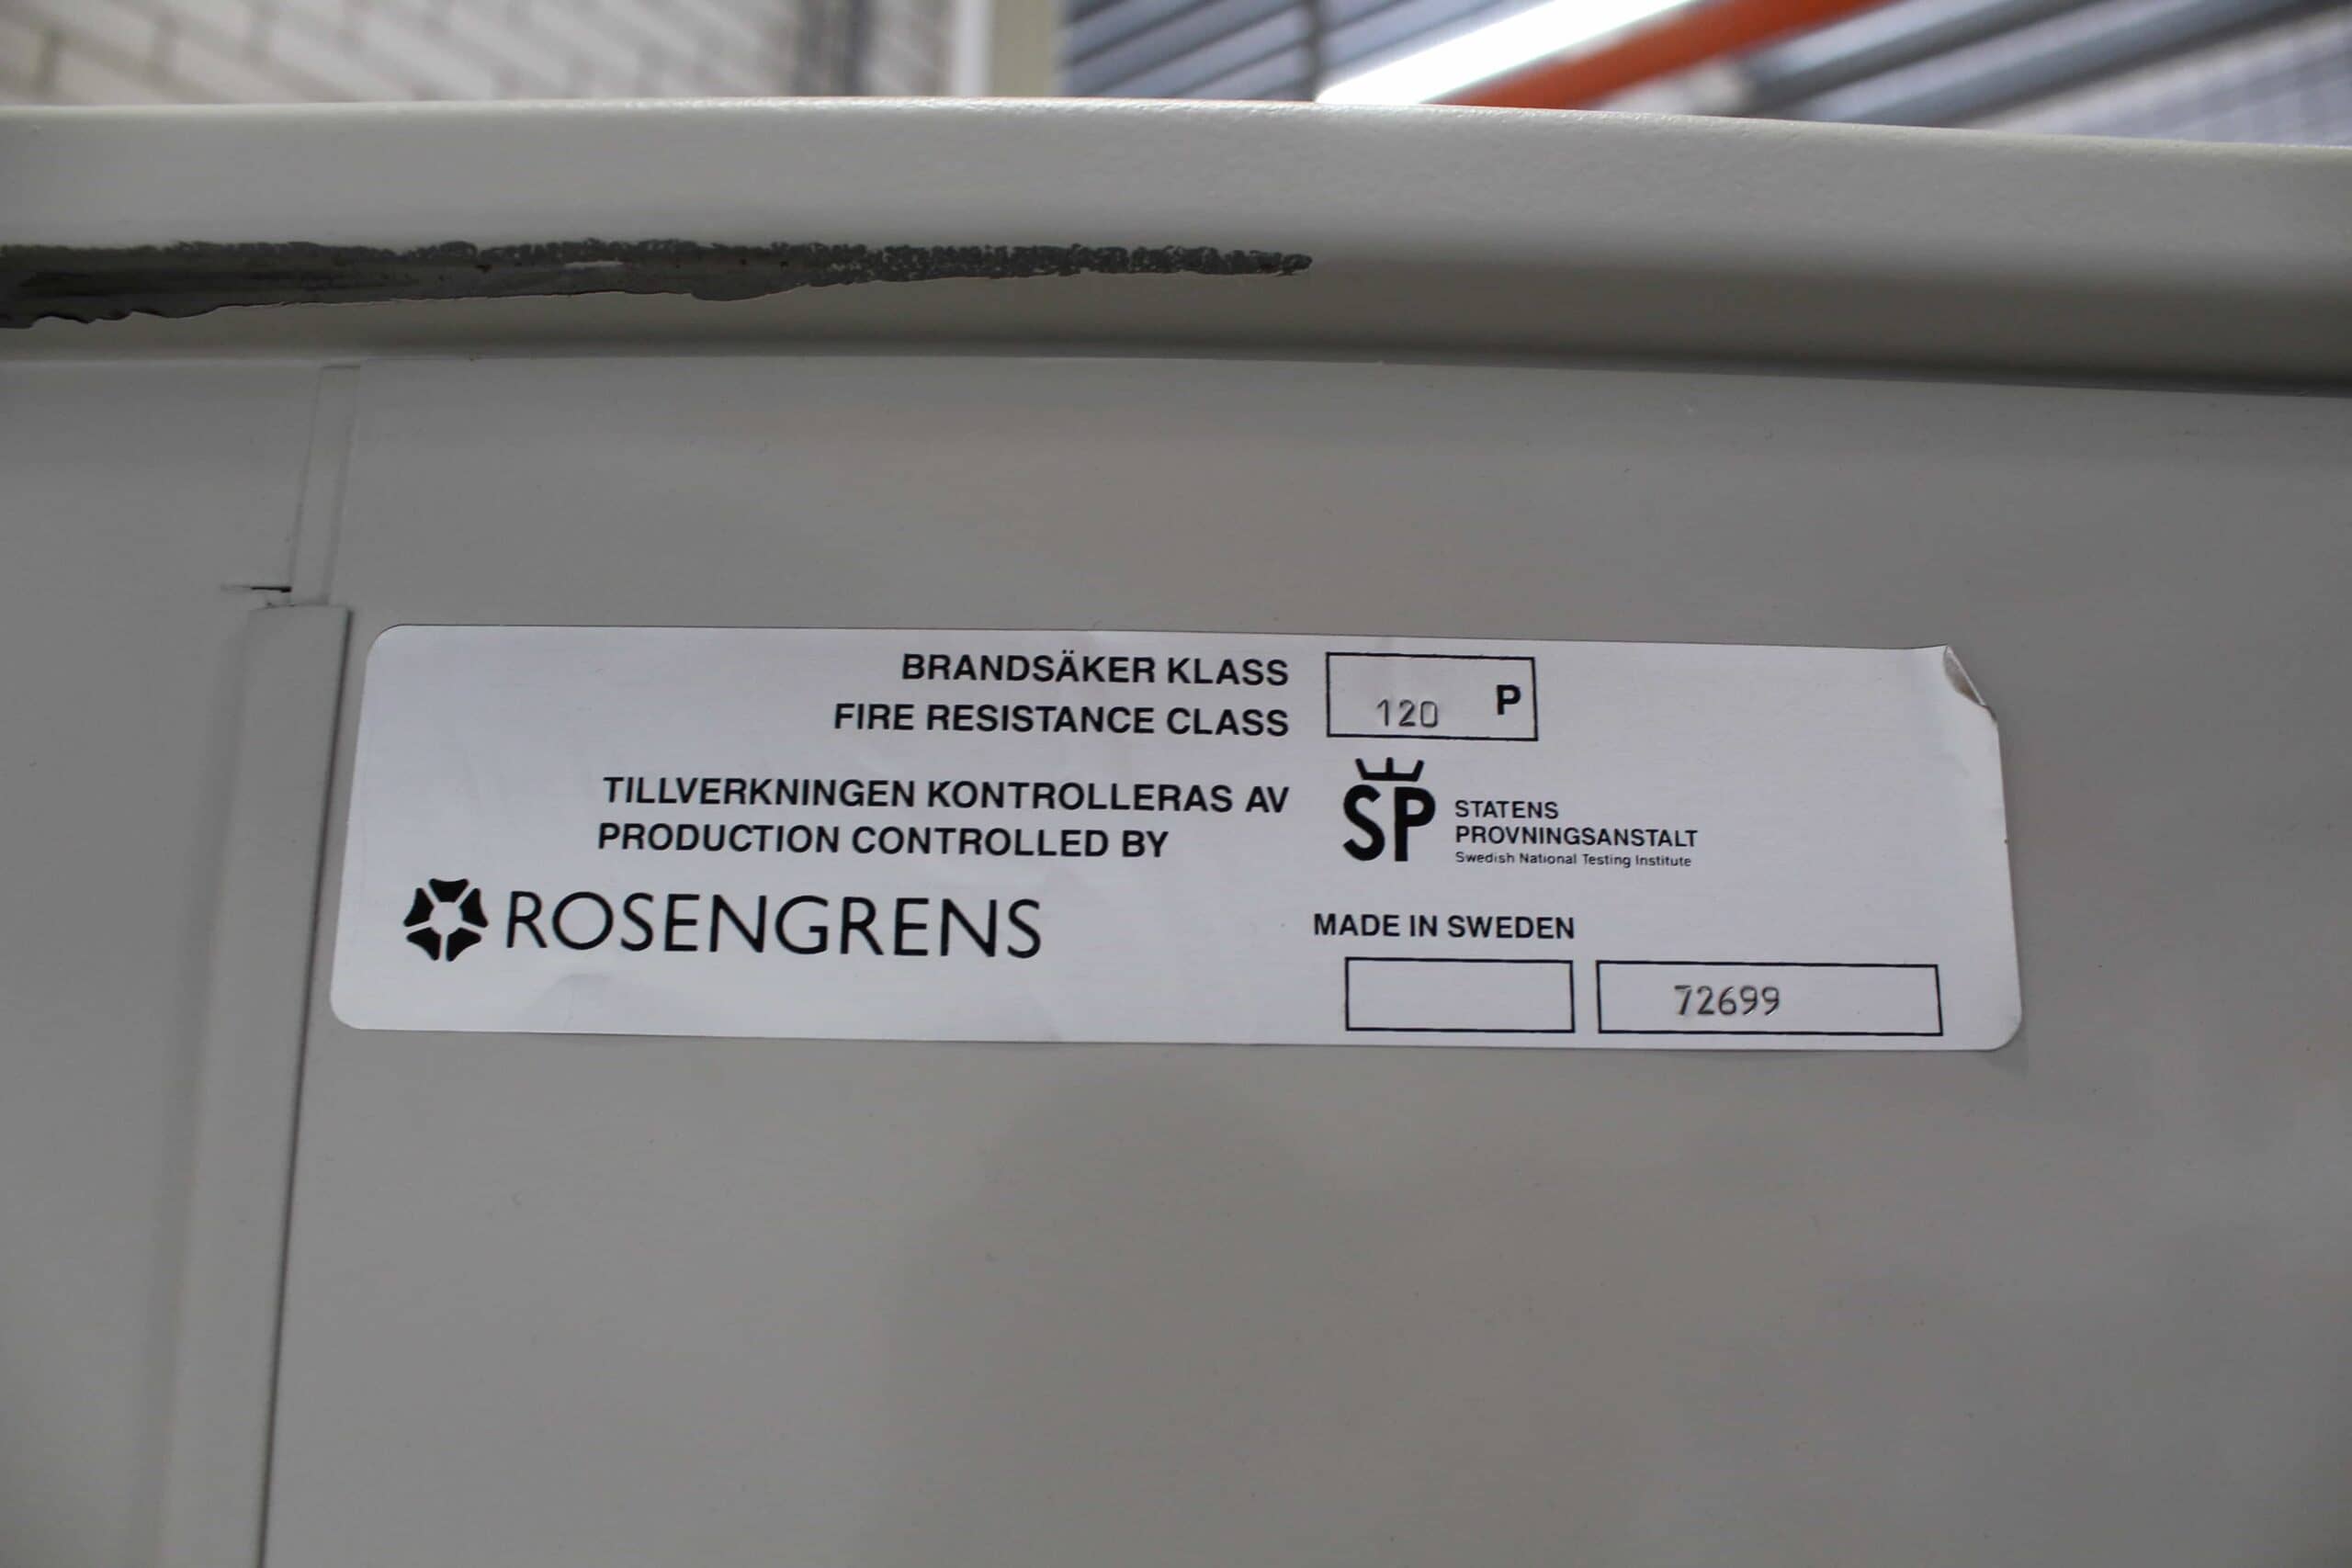 BRANDSÄKER KLASS
FIRE RESISTANCE CLASS
120 P
TILLVERKNINGEN KONTROLLERAS AV
PRODUCTION CONTROLLED BY
SP
STATENS
PROVNINGSANSTALT
Swedish National Testing Institute
ROSENGRENS
MADE IN SWEDEN
72699